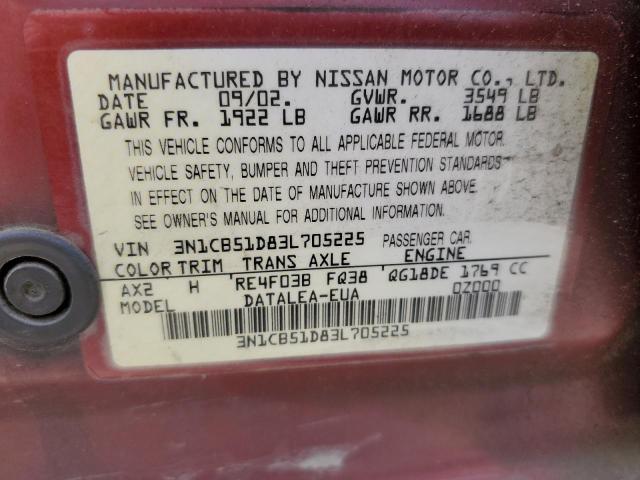 MANUFACTURED BY NISSAN MOTOR CO., LTD.
DATE 09/02. GVWR. 3549 LB
GAWR FR. 1922 LB GAWR RR. 1688 LB
THIS VEHICLE CONFORMS TO ALL APPLICABLE FEDERAL MOTOR
VEHICLE SAFETY, BUMPER AND THEFT PREVENTION STANDARDS
IN EFFECT ON THE DATE OF MANUFACTURE SHOWN ABOVE.
SEE OWNER'S MANUAL FOR ADDITIONAL INFORMATION.
VIN 3N1CB51D83L705225 PASSENGER CAR.
COLOR TRIM TRANS AXLE ENGINE
AX2 H RE4F03B FQ38 QG18DE 1769 CC
MODEL DATALEA-EUA 0Z000
3N1CB51D83L705225